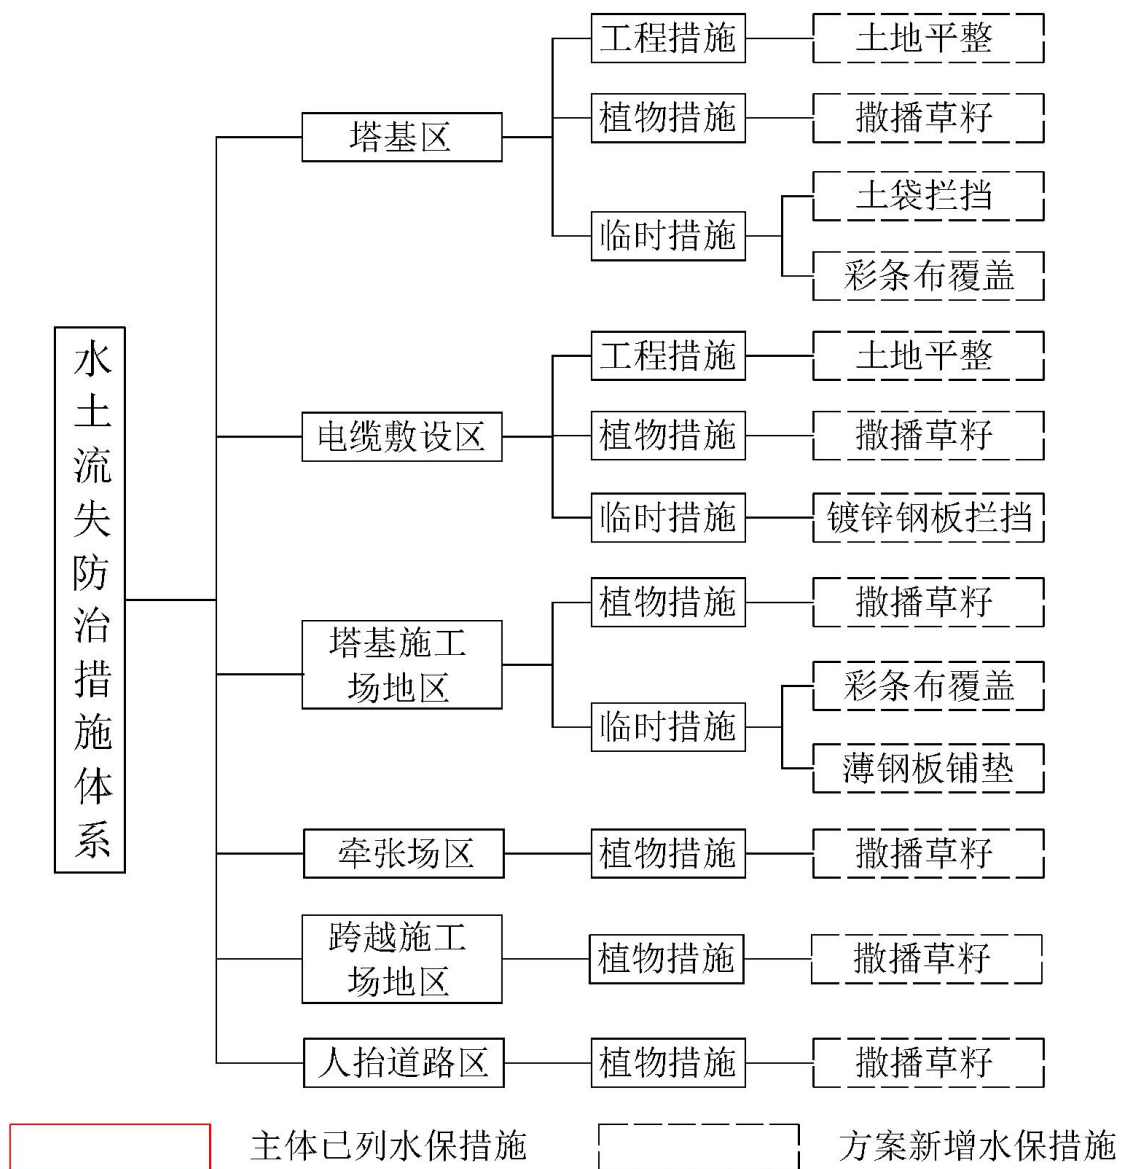 水土流失防治措施体系
塔基区
工程措施
土地平整
植物措施
撒播草籽
临时措施
土袋拦挡
彩条布覆盖
电缆敷设区
工程措施
土地平整
植物措施
撒播草籽
临时措施
镀锌钢板拦挡
塔基施工
场地区
植物措施
撒播草籽
临时措施
彩条布覆盖
薄钢板铺垫
牵张场区
植物措施
撒播草籽
跨越施工
场地区
植物措施
撒播草籽
人抬道路区
植物措施
撒播草籽
主体已列水保措施
方案新增水保措施